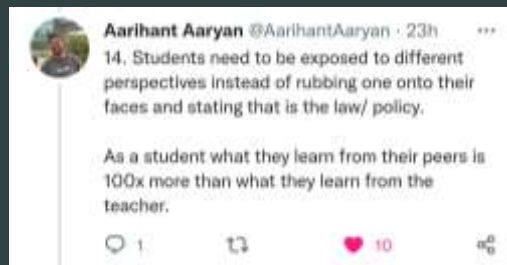 Aarihant Aaryan @AarihantAaryan · 23h
14. Students need to be exposed to different
perspectives instead of rubbing one onto their
faces and stating that is the law/ policy.
As a student what they learn from their peers is
100x more than what they learn from the
teacher.
1 10